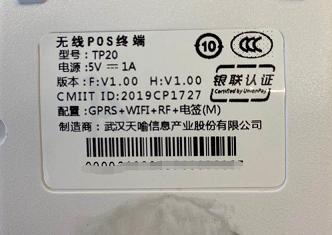 无线POS终端
型号：TP20
电源：5V⎓1A
版本：F:V1.00 H:V1.00
CMIIT ID:2019CP1727
配置：GPRS+WIFI+RF+电签(M)
制造商：武汉天喻信息产业股份有限公司
10
CCC
银联认证
Certified by UnionPay